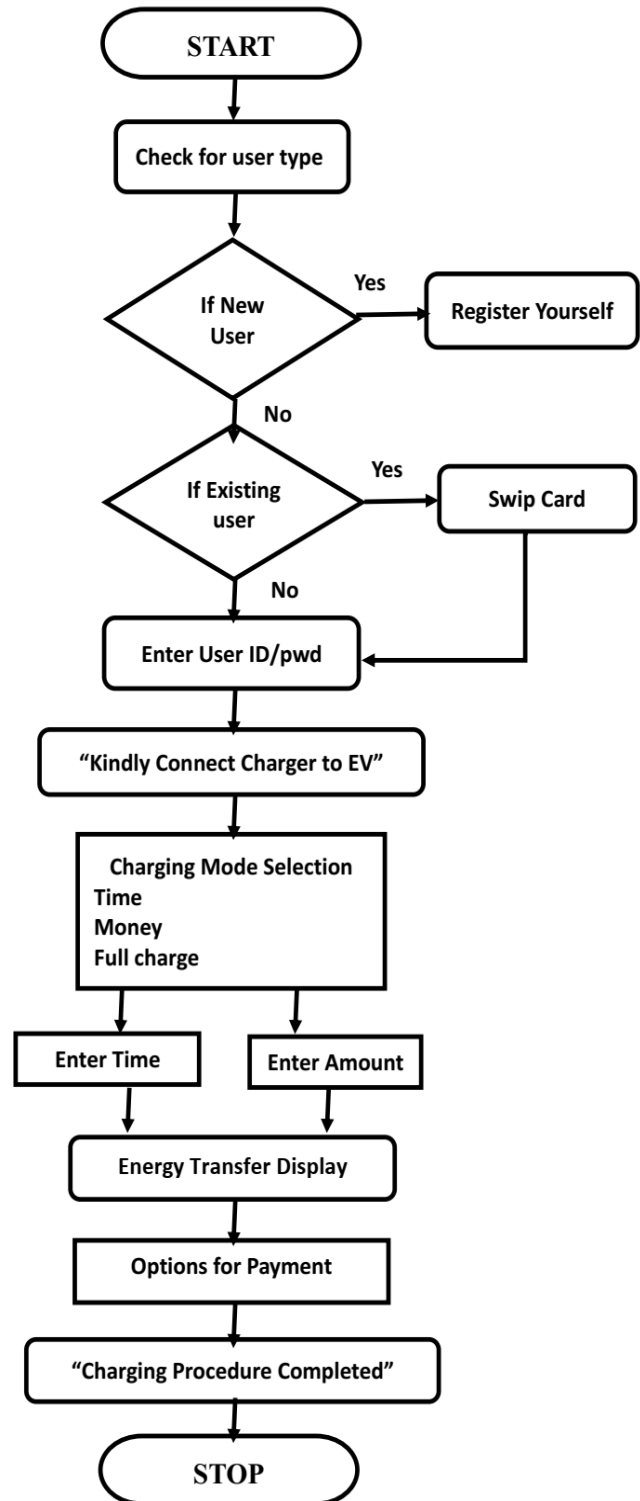 START
Check for user type
If New
User
Yes
Register Yourself
No
If Existing
user
Yes
Swip Card
No
Enter User ID/pwd
“Kindly Connect Charger to EV”
Charging Mode Selection
Time
Money
Full charge
Enter Time
Enter Amount
Energy Transfer Display
Options for Payment
“Charging Procedure Completed”
STOP